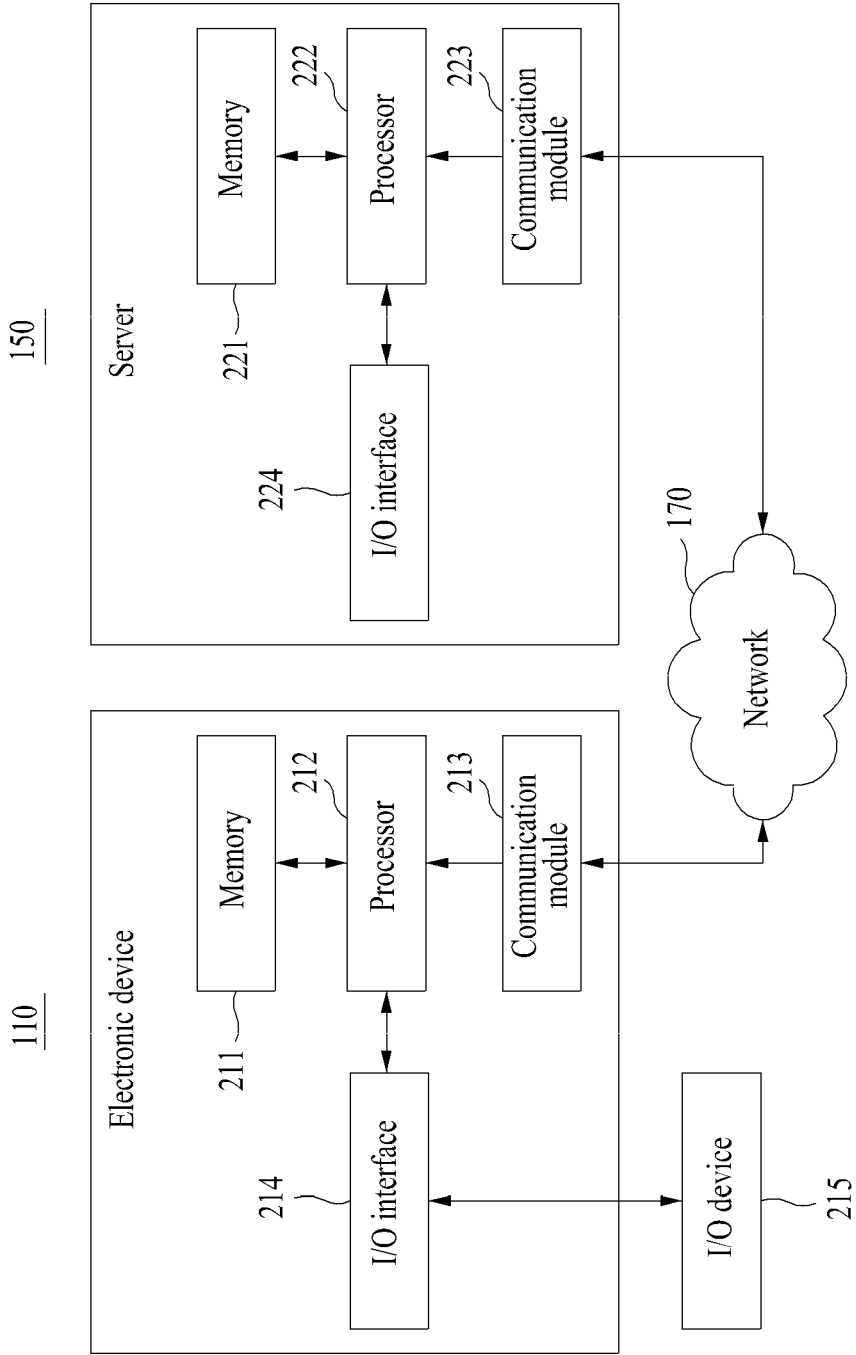 110
150
Electronic device
Server
Memory
211
Memory
221
212
Processor
222
Processor
214
I/O interface
224
I/O interface
213
Communication
module
223
Communication
module
I/O device
215
Network
170